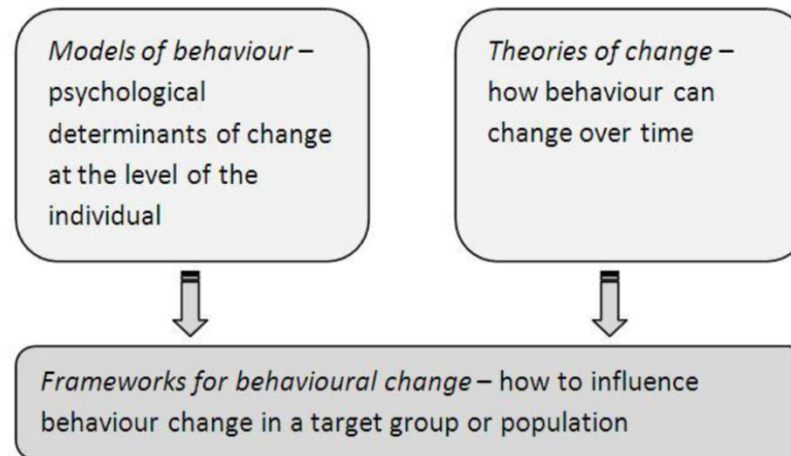 Models of behaviour –
psychological
determinants of change
at the level of the
individual
Theories of change –
how behaviour can
change over time
Frameworks for behavioural change – how to influence
behaviour change in a target group or population